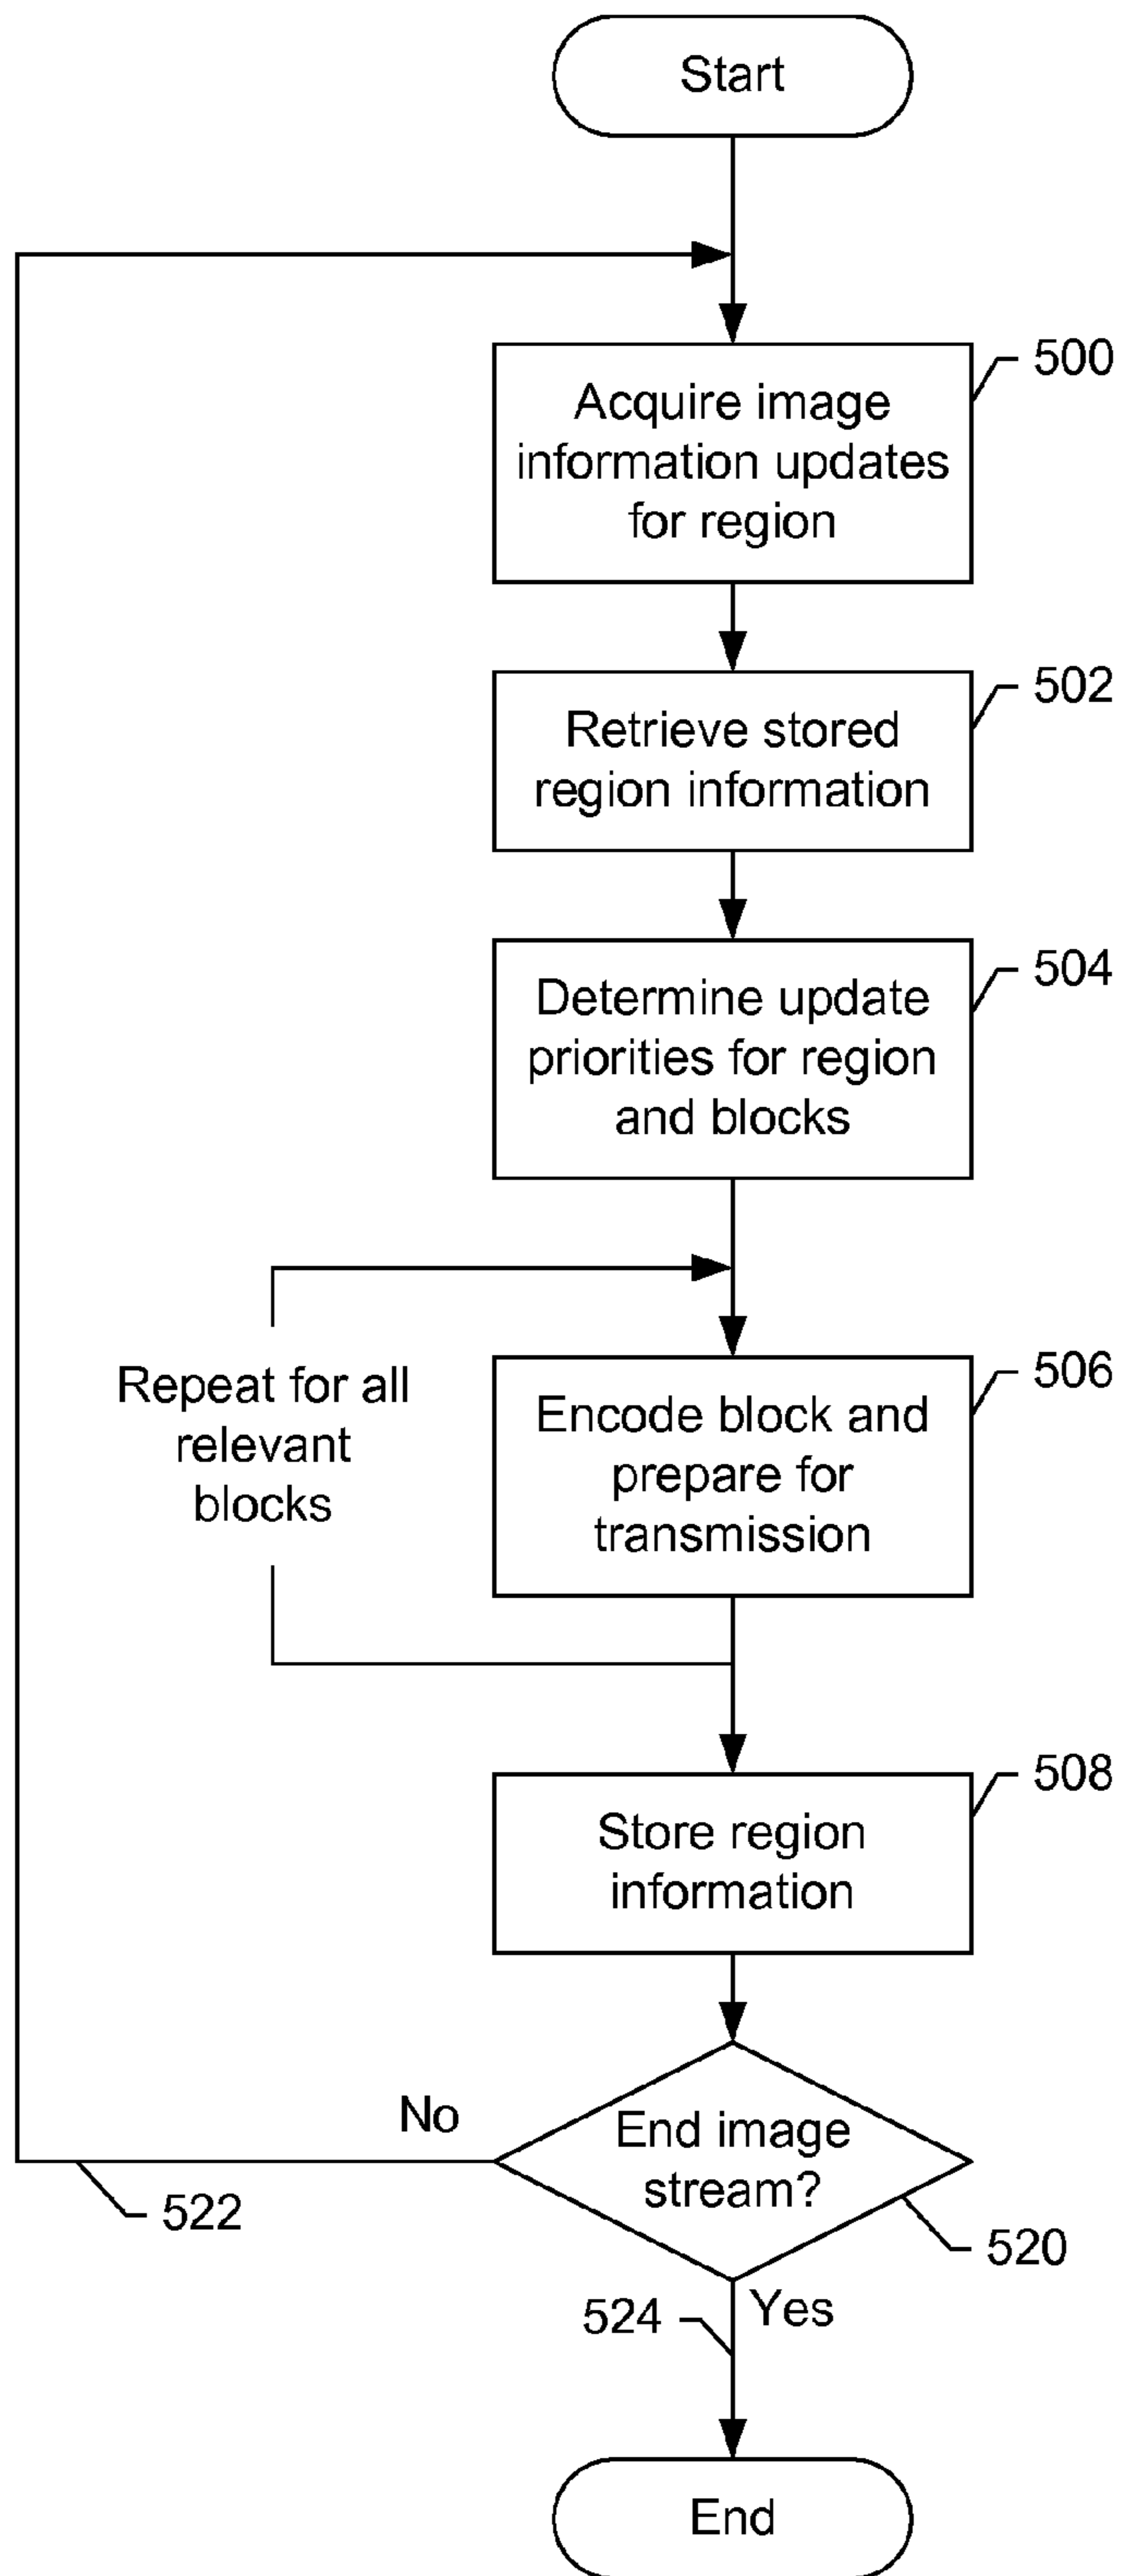 Start
Acquire image
information updates
for region
500
Retrieve stored
region information
502
Determine update
priorities for region
and blocks
504
Repeat for all
relevant
blocks
Encode block and
prepare for
transmission
506
Store region
information
508
No
End image
stream?
522
520
524
Yes
End